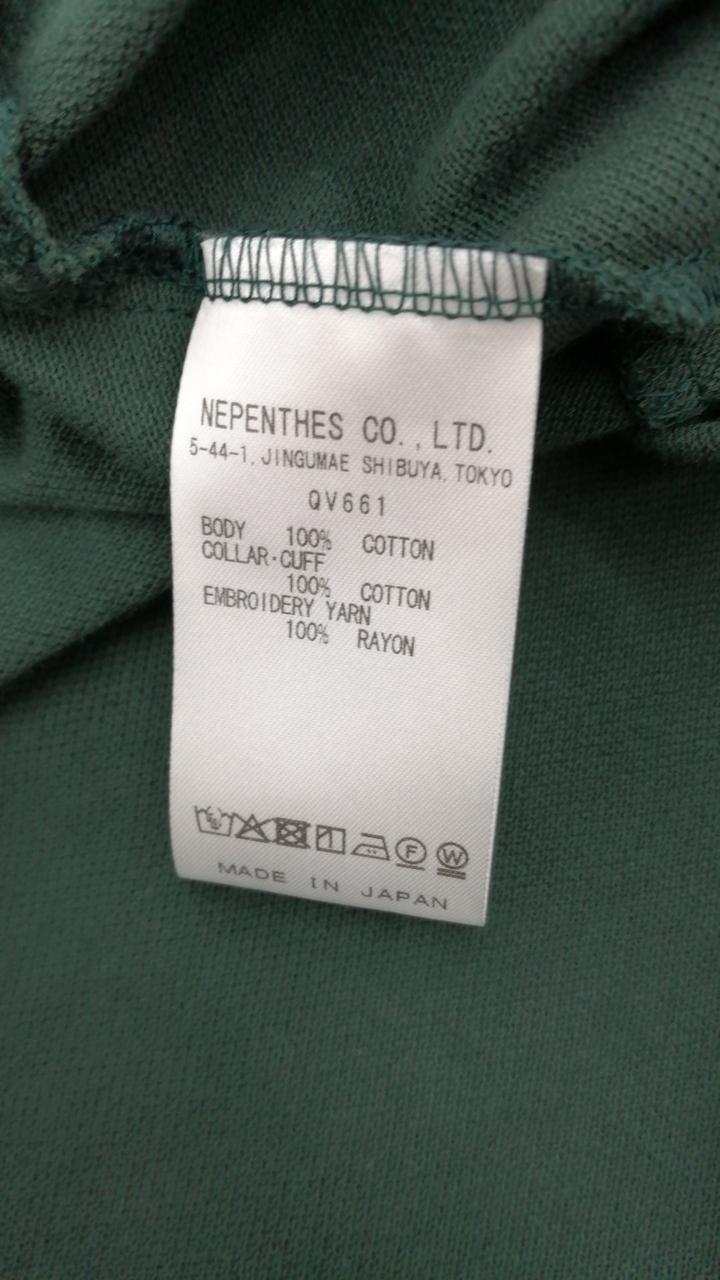 NEPENTHES CO., LTD.
5-44-1, JINGUMAE SHIBUYA, TOKYO
QV661
BODY 100% COTTON
COLLAR·CUFF
100% COTTON
EMBROIDERY YARN
100% RAYON
F W
MADE IN JAPAN